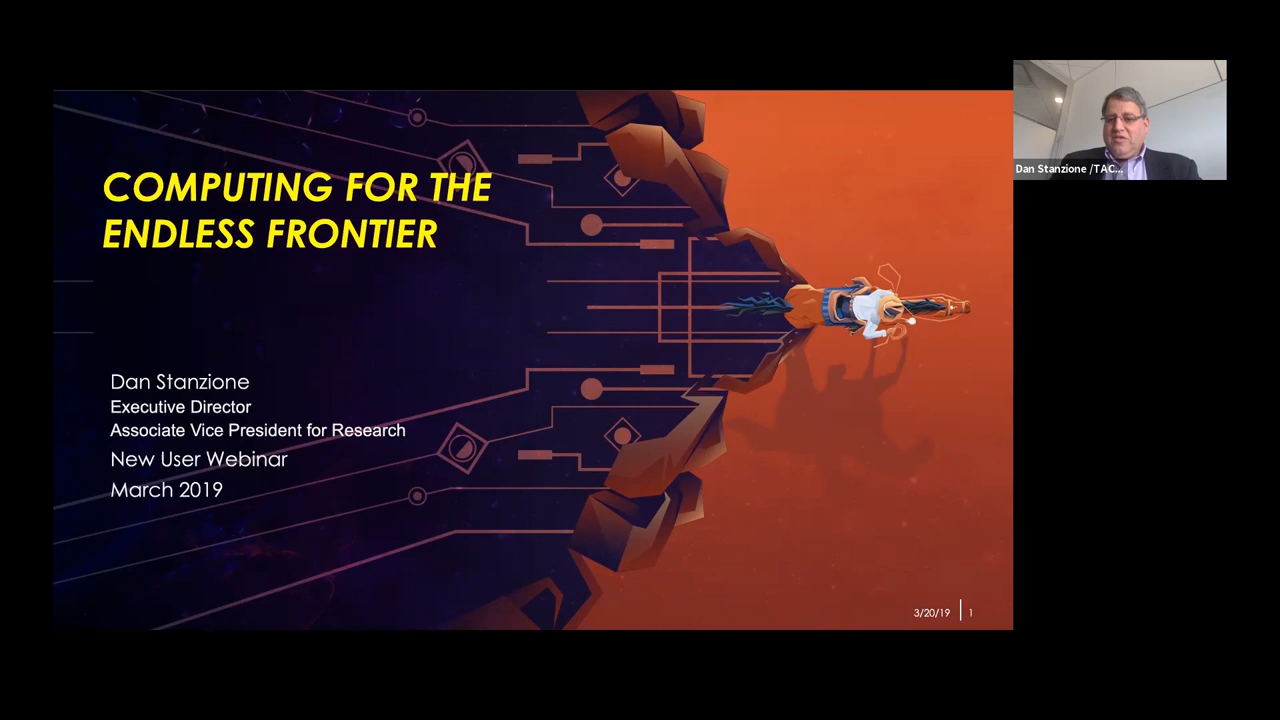 COMPUTING FOR THE
ENDLESS FRONTIER
Dan Stanzione
Executive Director
Associate Vice President for Research
New User Webinar
March 2019
3/20/19 1
Dan Stanzione /TAC...